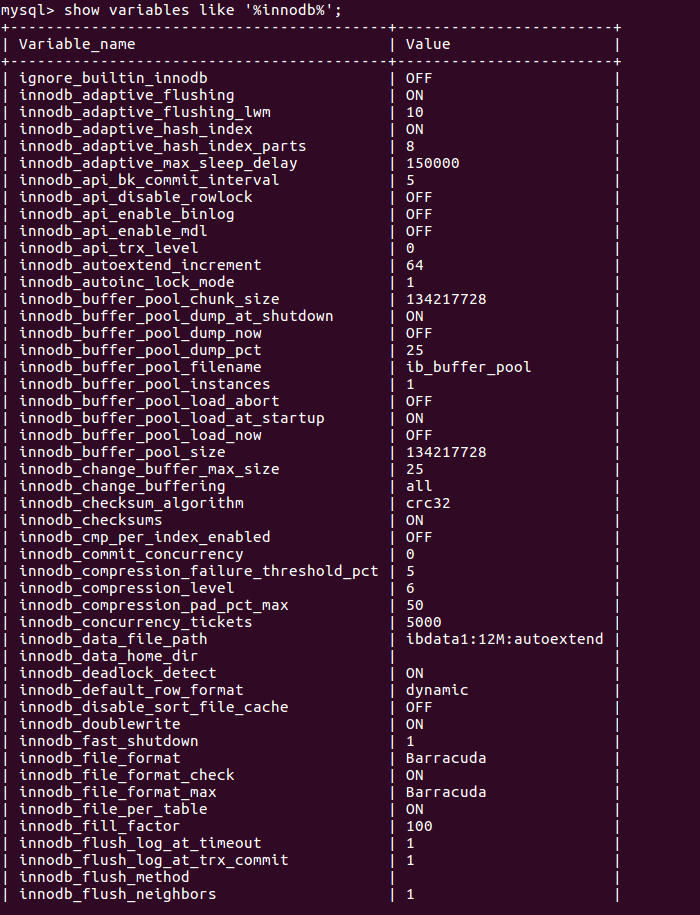 mysql> show variables like '%innodb%';
+------------------------------------------+------------------------+
| Variable_name                            | Value                  |
+------------------------------------------+------------------------+
| ignore_builtin_innodb                    | OFF                    |
| innodb_adaptive_flushing                 | ON                     |
| innodb_adaptive_flushing_lwm             | 10                     |
| innodb_adaptive_hash_index               | ON                     |
| innodb_adaptive_hash_index_parts         | 8                      |
| innodb_adaptive_max_sleep_delay          | 150000                 |
| innodb_api_bk_commit_interval            | 5                      |
| innodb_api_disable_rowlock               | OFF                    |
| innodb_api_enable_binlog                 | OFF                    |
| innodb_api_enable_mdl                    | OFF                    |
| innodb_api_trx_level                     | 0                      |
| innodb_autoextend_increment              | 64                     |
| innodb_autoinc_lock_mode                 | 1                      |
| innodb_buffer_pool_chunk_size            | 134217728              |
| innodb_buffer_pool_dump_at_shutdown      | ON                     |
| innodb_buffer_pool_dump_now              | OFF                    |
| innodb_buffer_pool_dump_pct              | 25                     |
| innodb_buffer_pool_filename              | ib_buffer_pool         |
| innodb_buffer_pool_instances             | 1                      |
| innodb_buffer_pool_load_abort            | OFF                    |
| innodb_buffer_pool_load_at_startup       | ON                     |
| innodb_buffer_pool_load_now              | OFF                    |
| innodb_buffer_pool_size                  | 134217728              |
| innodb_change_buffer_max_size            | 25                     |
| innodb_change_buffering                  | all                    |
| innodb_checksum_algorithm                | crc32                  |
| innodb_checksums                         | ON                     |
| innodb_cmp_per_index_enabled             | OFF                    |
| innodb_commit_concurrency                | 0                      |
| innodb_compression_failure_threshold_pct | 5                      |
| innodb_compression_level                 | 6                      |
| innodb_compression_pad_pct_max           | 50                     |
| innodb_concurrency_tickets               | 5000                   |
| innodb_data_file_path                    | ibdata1:12M:autoextend |
| innodb_data_home_dir                     |                        |
| innodb_deadlock_detect                   | ON                     |
| innodb_default_row_format                | dynamic                |
| innodb_disable_sort_file_cache           | OFF                    |
| innodb_doublewrite                       | ON                     |
| innodb_fast_shutdown                     | 1                      |
| innodb_file_format                       | Barracuda              |
| innodb_file_format_check                 | ON                     |
| innodb_file_format_max                   | Barracuda              |
| innodb_file_per_table                    | ON                     |
| innodb_fill_factor                       | 100                    |
| innodb_flush_log_at_timeout              | 1                      |
| innodb_flush_log_at_trx_commit           | 1                      |
| innodb_flush_method                      |                        |
| innodb_flush_neighbors                   | 1                      |